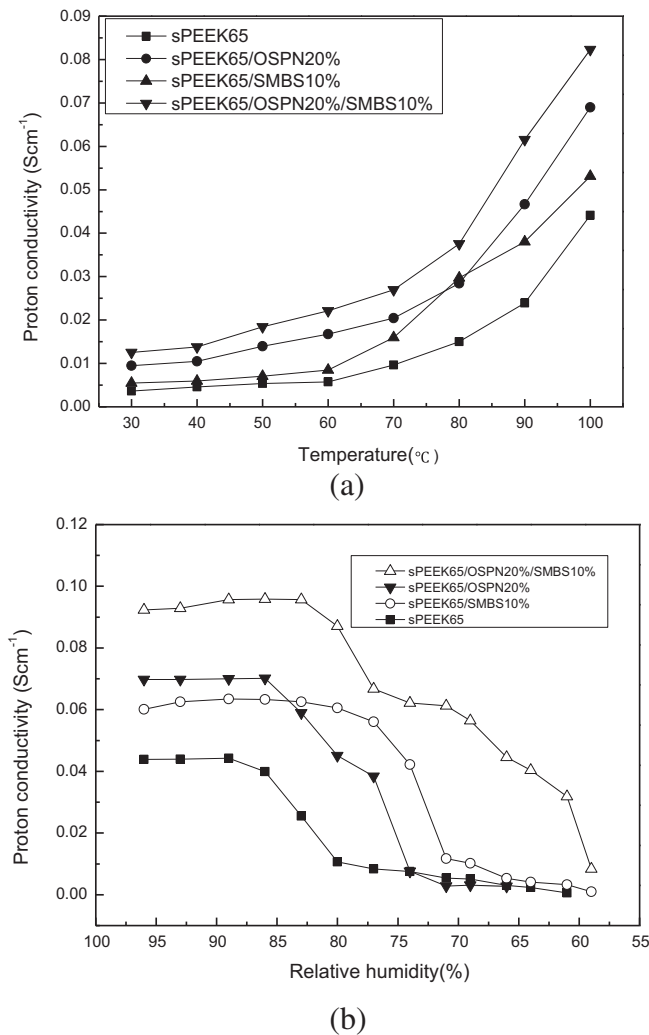 0.09
0.08
0.07
0.06
0.05
0.04
0.03
0.02
0.01
0.00
Proton conductivity (Scm⁻¹)
sPEEK65
sPEEK65/OSPN20%
sPEEK65/SMBS10%
sPEEK65/OSPN20%/SMBS10%
30 40 50 60 70 80 90 100
Temperature(℃)
(a)
0.12
0.10
0.08
0.06
0.04
0.02
0.00
Proton conductivity (Scm⁻¹)
sPEEK65/OSPN20%/SMBS10%
sPEEK65/OSPN20%
sPEEK65/SMBS10%
sPEEK65
100 95 90 85 80 75 70 65 60 55
Relative humidity(%)
(b)